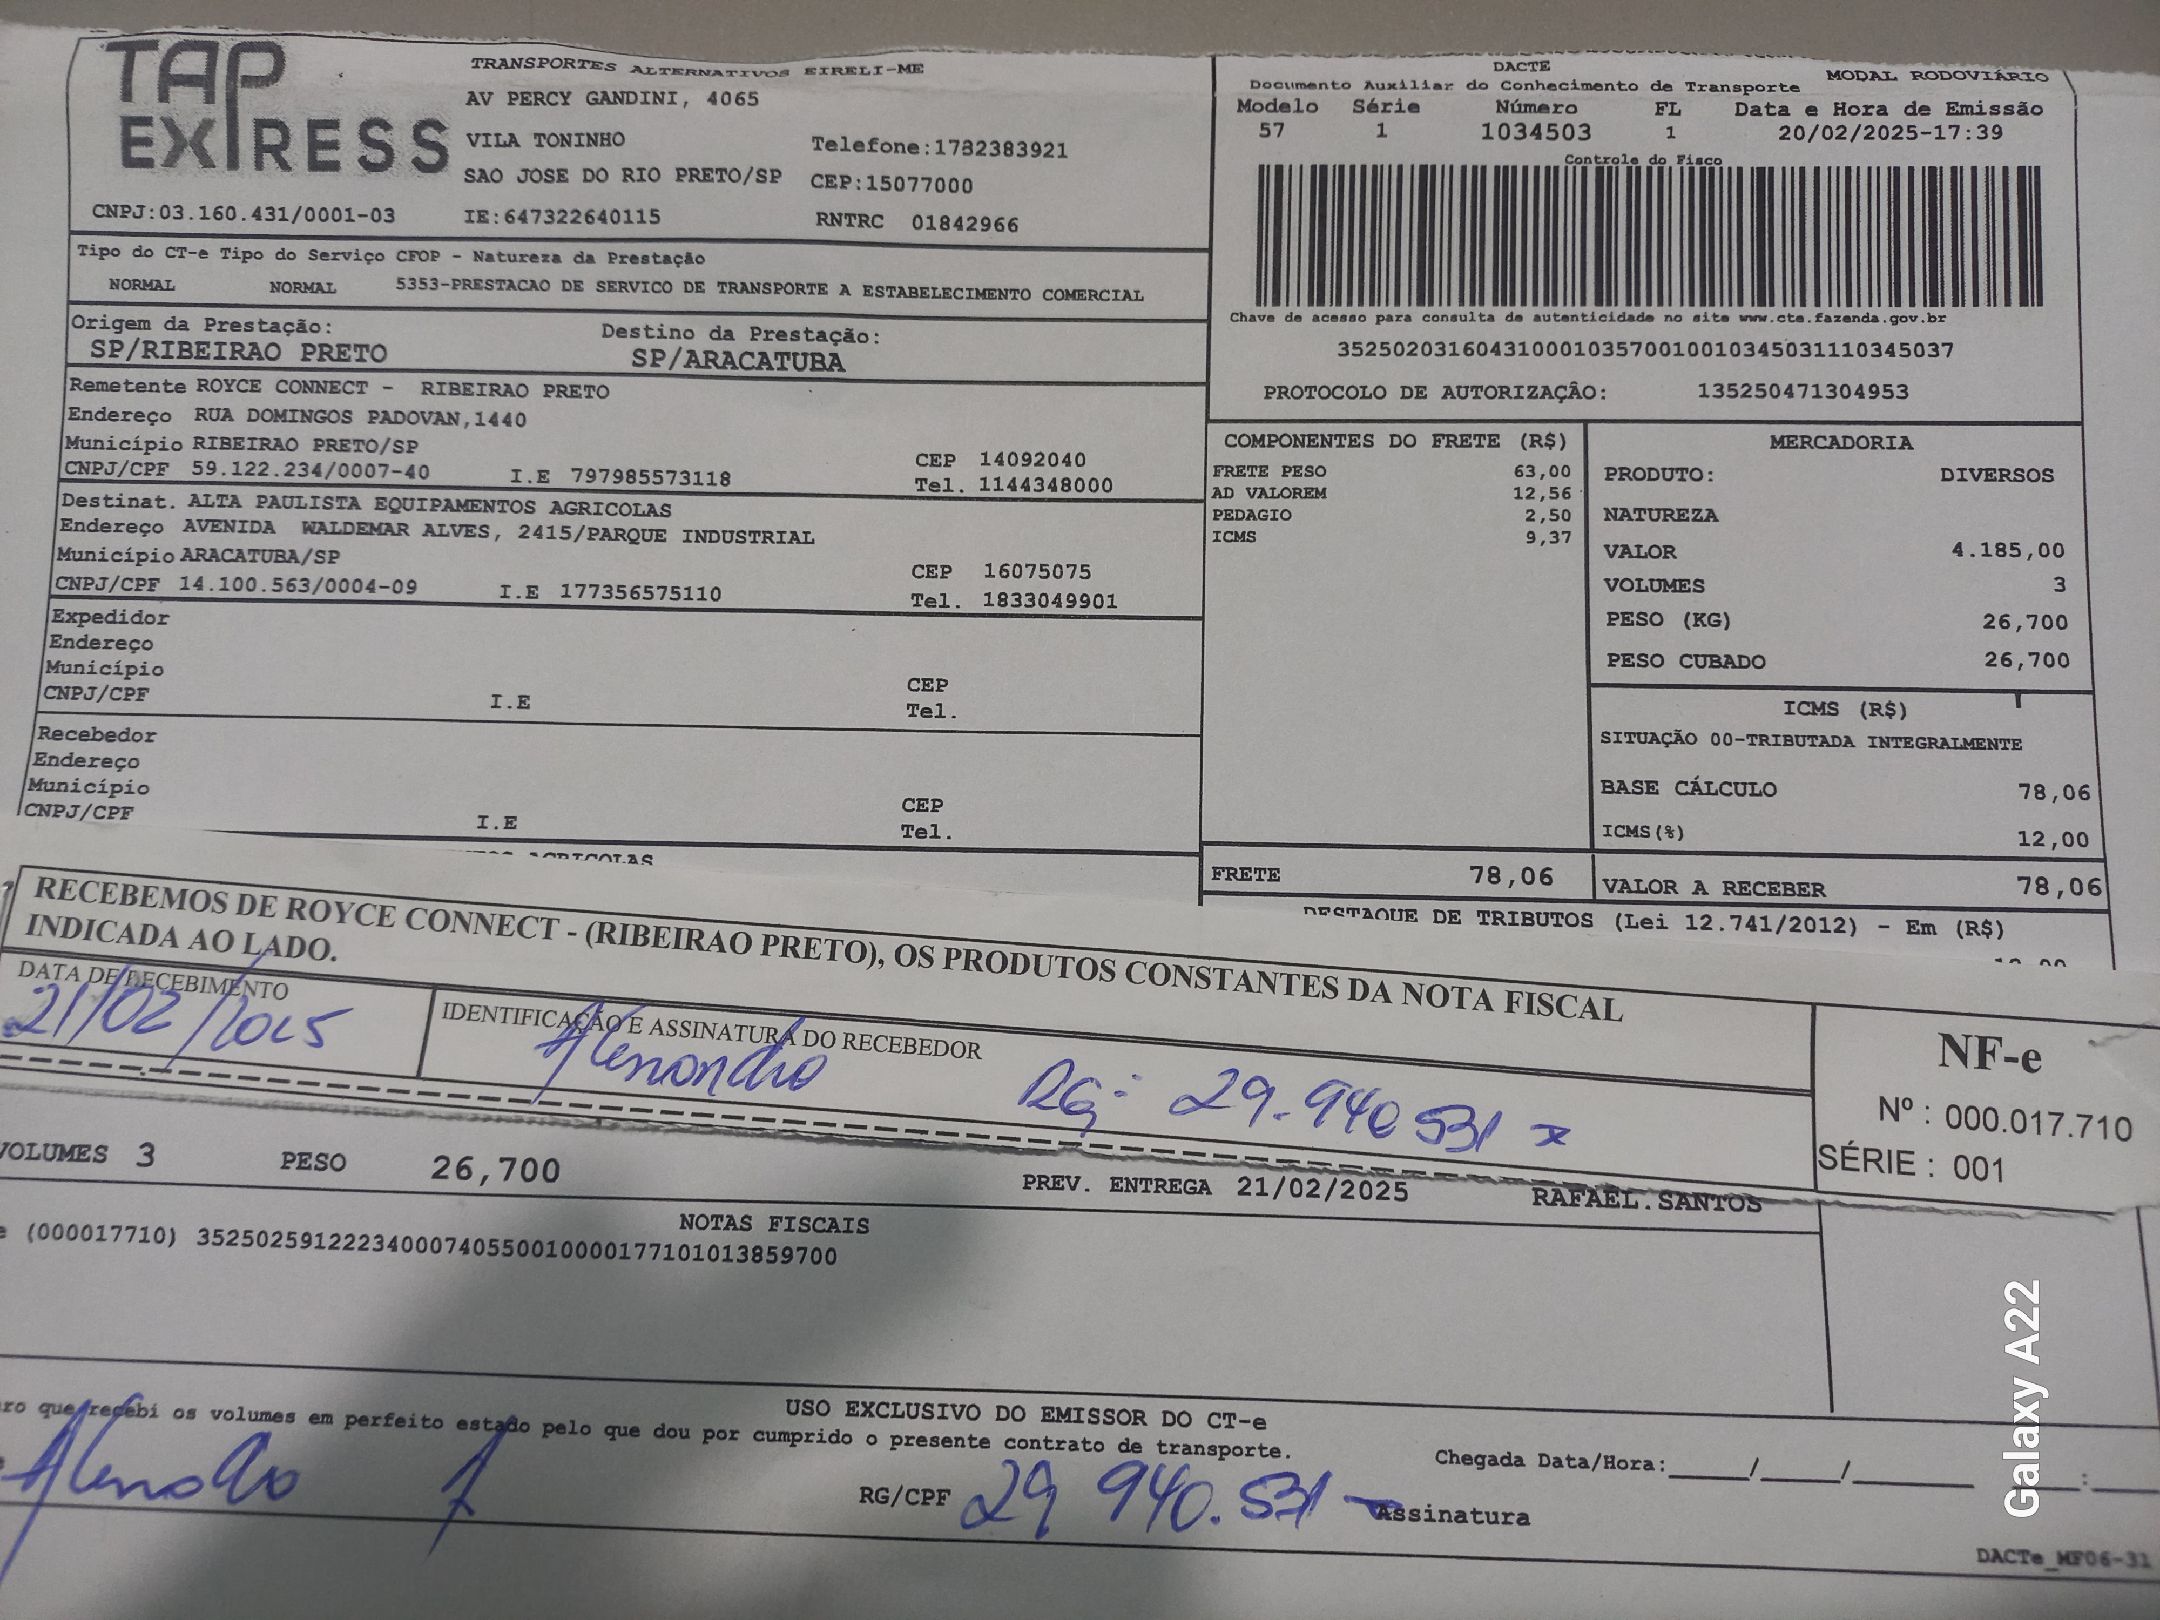 TAP EXPRESS
TRANSPORTES ALTERNATIVOS EIRELI-ME
AV PERCY GANDINI, 4065
VILA TONINHO Telefone:1732383921
SAO JOSE DO RIO PRETO/SP CEP:15077000
CNPJ:03.160.431/0001-03 IE:647322640115 RNTRC 01842966
DACTE
Documento Auxiliar do Conhecimento de Transporte MODAL RODOVIÁRIO
Modelo Série Número FL Data e Hora de Emissão
57 1 1034503 1 20/02/2025-17:39
Controle do Fisco
Chave de acesso para consulta de autenticidade no site www.cte.fazenda.gov.br
35250203160431000103570010010345031110345037
PROTOCOLO DE AUTORIZAÇÃO: 135250471304953
Tipo do CT-e Tipo do Serviço CFOP - Natureza da Prestação
NORMAL NORMAL 5353-PRESTACAO DE SERVICO DE TRANSPORTE A ESTABELECIMENTO COMERCIAL
Origem da Prestação: Destino da Prestação:
SP/RIBEIRAO PRETO SP/ARACATUBA
Remetente ROYCE CONNECT - RIBEIRAO PRETO
Endereço RUA DOMINGOS PADOVAN,1440
Município RIBEIRAO PRETO/SP CEP 14092040
CNPJ/CPF 59.122.234/0007-40 I.E 797985573118 Tel. 1144348000
Destinat. ALTA PAULISTA EQUIPAMENTOS AGRICOLAS
Endereço AVENIDA WALDEMAR ALVES, 2415/PARQUE INDUSTRIAL
Município ARACATUBA/SP CEP 16075075
CNPJ/CPF 14.100.563/0004-09 I.E 177356575110 Tel. 1833049901
Expedidor
Endereço
Município CEP
CNPJ/CPF I.E Tel.
Recebedor
Endereço
Município CEP
CNPJ/CPF I.E Tel.
AGRICOLAS
COMPONENTES DO FRETE (R$)
FRETE PESO 63,00
AD VALOREM 12,56
PEDAGIO 2,50
ICMS 9,37
FRETE 78,06
MERCADORIA
PRODUTO: DIVERSOS
NATUREZA
VALOR 4.185,00
VOLUMES 3
PESO (KG) 26,700
PESO CUBADO 26,700
ICMS (R$)
SITUAÇÃO 00-TRIBUTADA INTEGRALMENTE
BASE CÁLCULO 78,06
ICMS(%) 12,00
VALOR A RECEBER 78,06
DESTAQUE DE TRIBUTOS (Lei 12.741/2012) - Em (R$)
RECEBEMOS DE ROYCE CONNECT - (RIBEIRAO PRETO), OS PRODUTOS CONSTANTES DA NOTA FISCAL
INDICADA AO LADO.
DATA DE RECEBIMENTO
21/02/2025
IDENTIFICAÇÃO E ASSINATURA DO RECEBEDOR
RG: 29.940 531 x
NF-e
Nº : 000.017.710
SÉRIE : 001
VOLUMES 3 PESO 26,700 PREV. ENTREGA 21/02/2025 RAFAEL.SANTOS
NOTAS FISCAIS
(000017710) 35250259122234000740550010000177101013859700
USO EXCLUSIVO DO EMISSOR DO CT-e
que recebi os volumes em perfeito estado pelo que dou por cumprido o presente contrato de transporte.
Chegada Data/Hora:_____/_____/________ ___:___
RG/CPF 29 940.531 Assinatura
DACTe_MF06-31
Galaxy A22